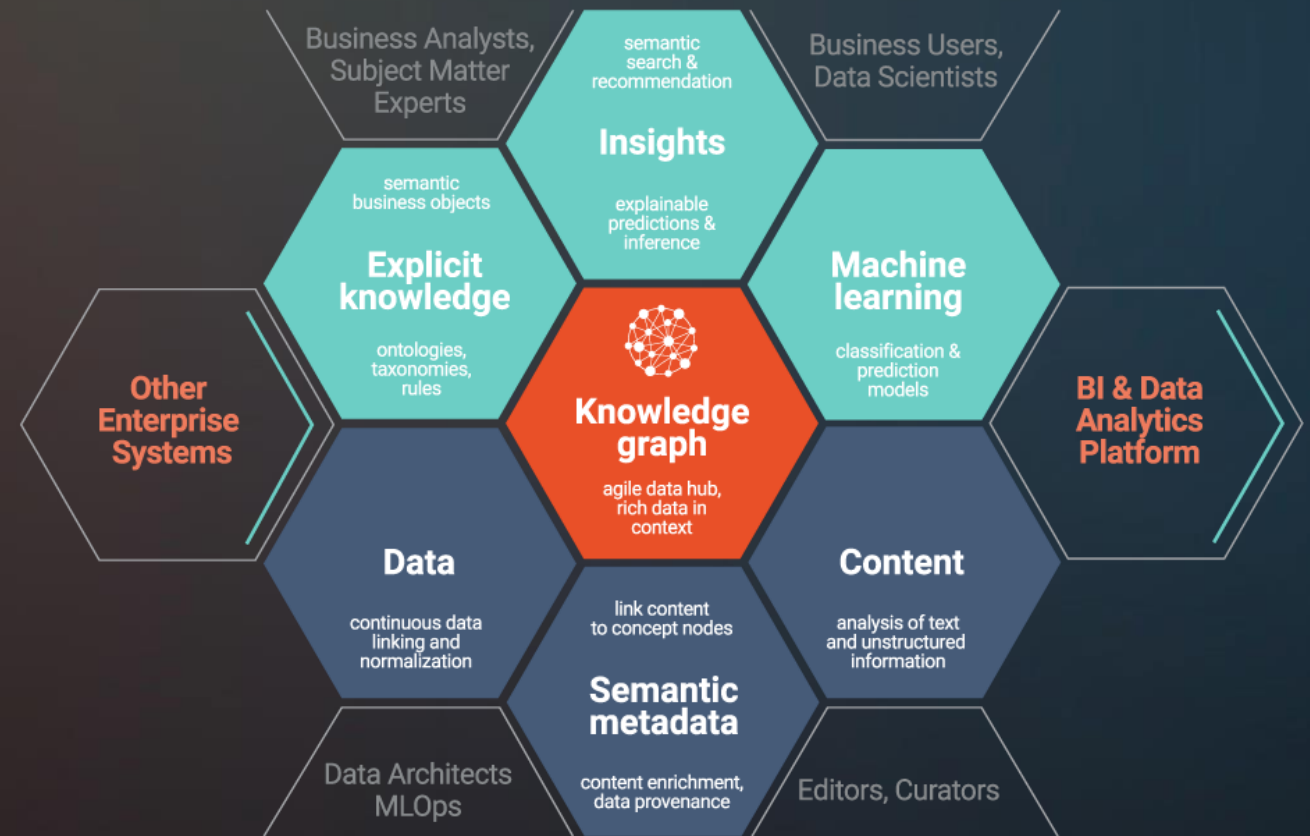 Business Analysts,
Subject Matter
Experts
semantic
search &
recommendation
Insights
explainable
predictions &
inference
Business Users,
Data Scientists
semantic
business objects
Explicit
knowledge
ontologies,
taxonomies,
rules
Machine
learning
classification &
prediction
models
Other
Enterprise
Systems
Knowledge
graph
agile data hub,
rich data in
context
BI & Data
Analytics
Platform
Data
continuous data
linking and
normalization
link content
to concept nodes
Semantic
metadata
content enrichment,
data provenance
Content
analysis of text
and unstructured
information
Data Architects
MLOps
Editors, Curators